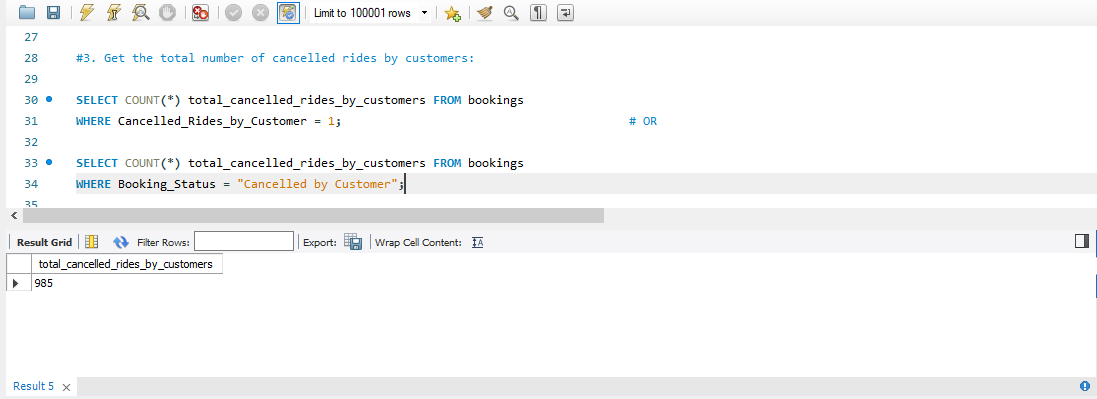 Limit to 100001 rows
27
28 #3. Get the total number of cancelled rides by customers:
29
30 SELECT COUNT(*) total_cancelled_rides_by_customers FROM bookings
31 WHERE Cancelled_Rides_by_Customer = 1; # OR
32
33 SELECT COUNT(*) total_cancelled_rides_by_customers FROM bookings
34 WHERE Booking_Status = "Cancelled by Customer";
35
Result Grid Filter Rows: Export: Wrap Cell Content: IA
total_cancelled_rides_by_customers
985
Result 5 ×